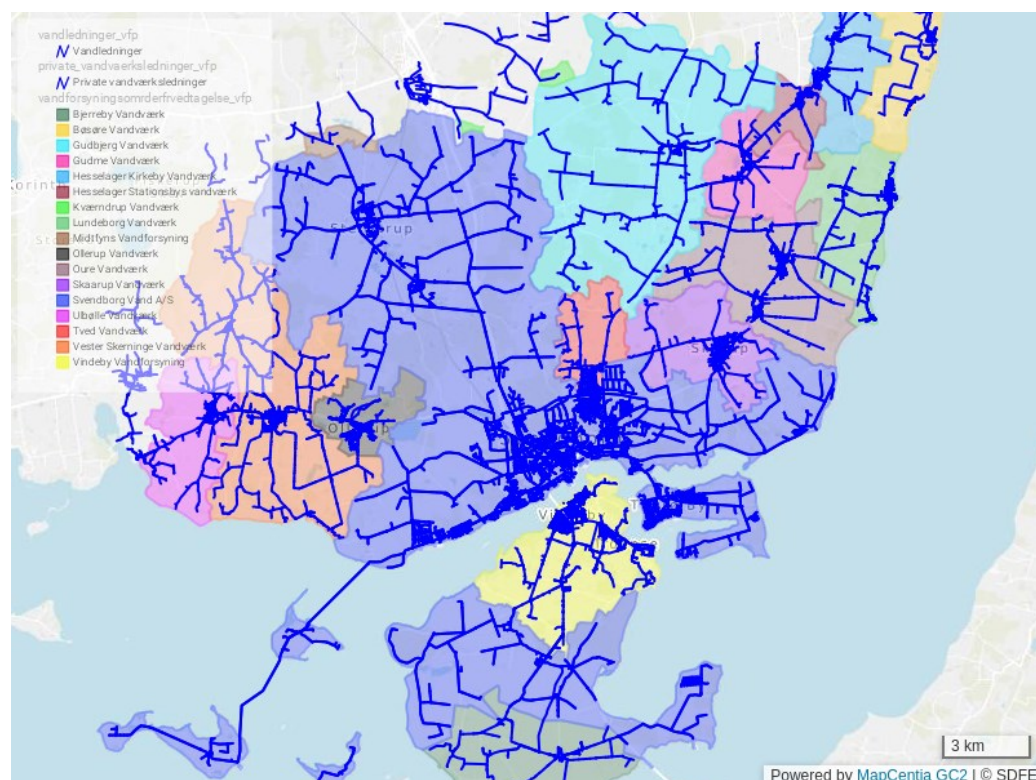 vandledninger_vfp
Vandledninger
private_vandvaerksledninger_vfp
Private vandværksledninger
vandforsyningsomrderfvedtagelse_vfp
Bjerreby Vandværk
Bøsøre Vandværk
Gudbjerg Vandværk
Gudme Vandværk
Hesselager Kirkeby Vandværk
Hesselager Stationsbys vandværk
Kværndrup Vandværk
Lundeborg Vandværk
Midtfyns Vandforsyning
Ollerup Vandværk
Oure Vandværk
Skaarup Vandværk
Svendborg Vand A/S
Ulbølle Vandværk
Tved Vandværk
Vester Skerninge Vandværk
Vindeby Vandforsyning
Korinth
3 km
Powered by MapCentia GC2 | © SDFE